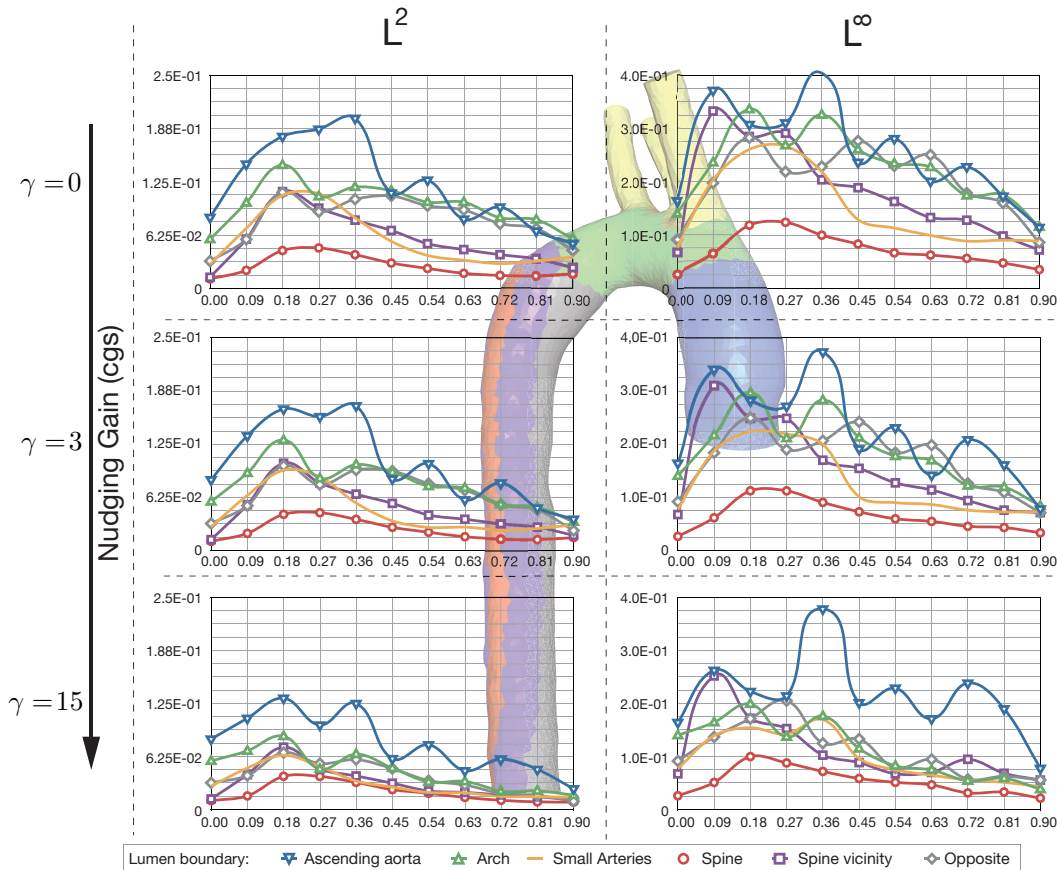 L²
L∞
Nudging Gain (cgs)
γ = 0
2.5E-01
1.88E-01
1.25E-01
6.25E-02
0
0.00 0.09 0.18 0.27 0.36 0.45 0.54 0.63 0.72 0.81 0.90
4.0E-01
3.0E-01
2.0E-01
1.0E-01
0
0.00 0.09 0.18 0.27 0.36 0.45 0.54 0.63 0.72 0.81 0.90
γ = 3
2.5E-01
1.88E-01
1.25E-01
6.25E-02
0
0.00 0.09 0.18 0.27 0.36 0.45 0.54 0.63 0.72 0.81 0.90
4.0E-01
3.0E-01
2.0E-01
1.0E-01
0
0.00 0.09 0.18 0.27 0.36 0.45 0.54 0.63 0.72 0.81 0.90
γ = 15
2.5E-01
1.88E-01
1.25E-01
6.25E-02
0
0.00 0.09 0.18 0.27 0.36 0.45 0.54 0.63 0.72 0.81 0.90
4.0E-01
3.0E-01
2.0E-01
1.0E-01
0
0.00 0.09 0.18 0.27 0.36 0.45 0.54 0.63 0.72 0.81 0.90
Lumen boundary: Ascending aorta Arch Small Arteries Spine Spine vicinity Opposite